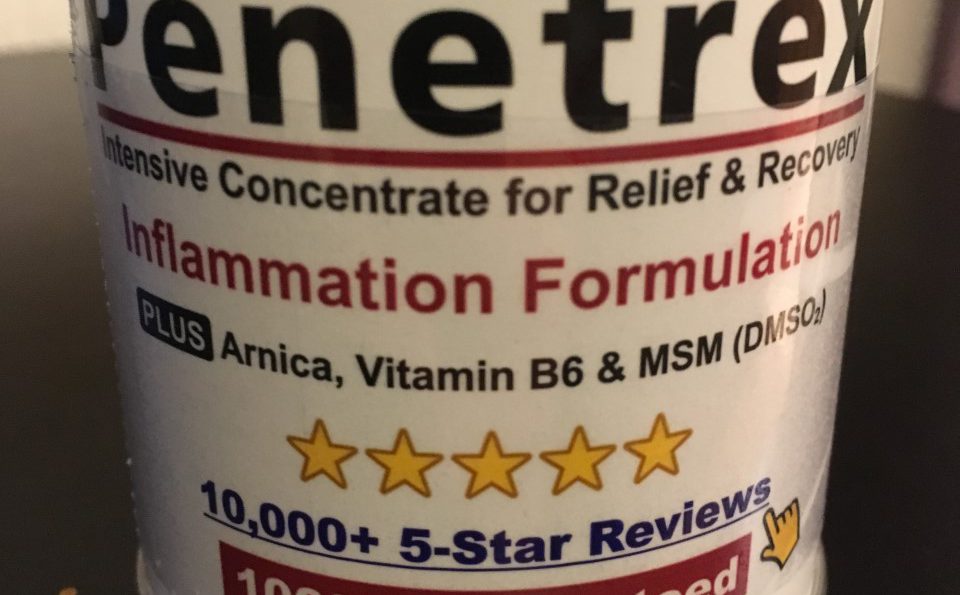 Penetrex
Intensive Concentrate for Relief & Recovery
Inflammation Formulation
PLUS Arnica, Vitamin B6 & MSM (DMSO₂)
10,000+ 5-Star Reviews